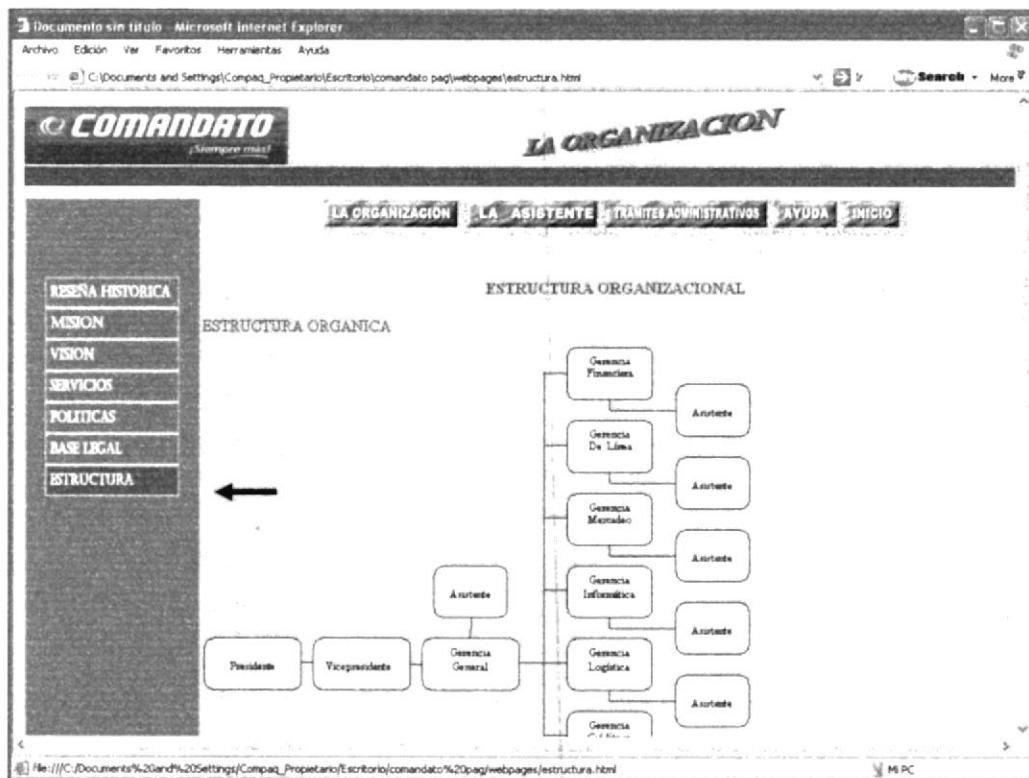 Documento sin titulo - Microsoft Internet Explorer
Archivo Edición Ver Favoritos Herramientas Ayuda
C:\Documents and Settings\Compaq_Propietario\Escritorio\comandato pag\webpages\estructura.html Ir Search More
COMANDATO
¡Siempre más!
LA ORGANIZACION
LA ORGANIZACIÓN LA ASISTENTE TRAMITES ADMINISTRATIVOS AYUDA INICIO
RESEÑA HISTORICA
MISION
VISION
SERVICIOS
POLITICAS
BASE LEGAL
ESTRUCTURA
ESTRUCTURA ORGANIZACIONAL
ESTRUCTURA ORGANICA
Gerencia
Financiera
Asistente
Gerencia
De Línea
Asistente
Gerencia
Mercadeo
Asistente
Gerencia
Informática
Asistente
Asistente
Presidente
Vicepresidente
Gerencia
General
Gerencia
Logística
Asistente
Gerencia
file:///C:/Documents%20and%20Settings/Compaq_Propietario/Escritorio/comandato%20pag/webpages/estructura.html Mi PC